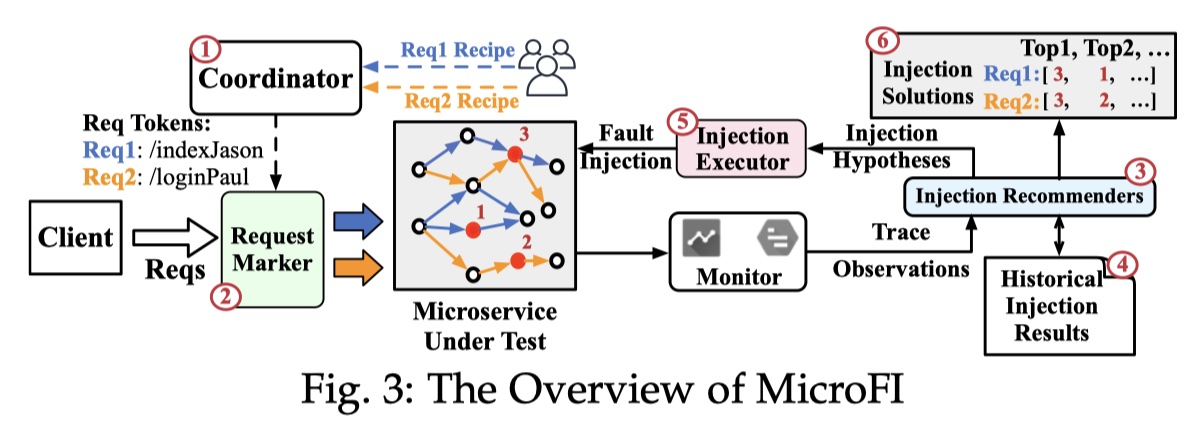 1
Coordinator
Req1 Recipe
Req2 Recipe
Req Tokens:
Req1: /indexJason
Req2: /loginPaul
Client
Reqs
Request
Marker
2
3
1
2
Microservice
Under Test
Fault
Injection
5
Injection
Executor
Injection
Hypotheses
6
Top1, Top2, ...
Injection
Solutions
Req1:[ 3, 1, ...]
Req2:[ 3, 2, ...]
3
Injection Recommenders
Monitor
Trace
Observations
4
Historical
Injection
Results
Fig. 3: The Overview of MicroFI